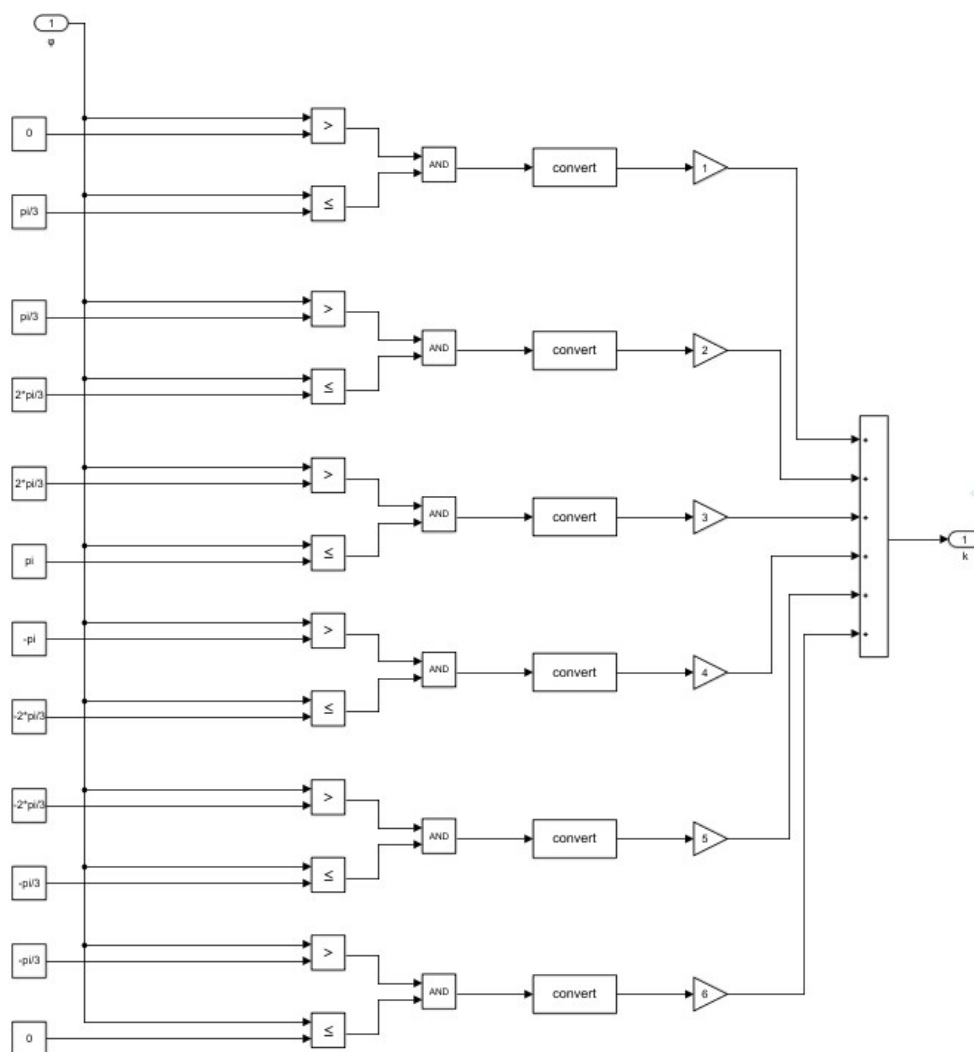 1
φ
0
>
AND
convert
1
pi/3
≤
pi/3
>
AND
convert
2
2*pi/3
≤
2*pi/3
>
AND
convert
3
pi
≤
-pi
>
AND
convert
4
-2*pi/3
≤
-2*pi/3
>
AND
convert
5
-pi/3
≤
-pi/3
>
AND
convert
6
0
≤
+
+
+
+
+
+
1
k